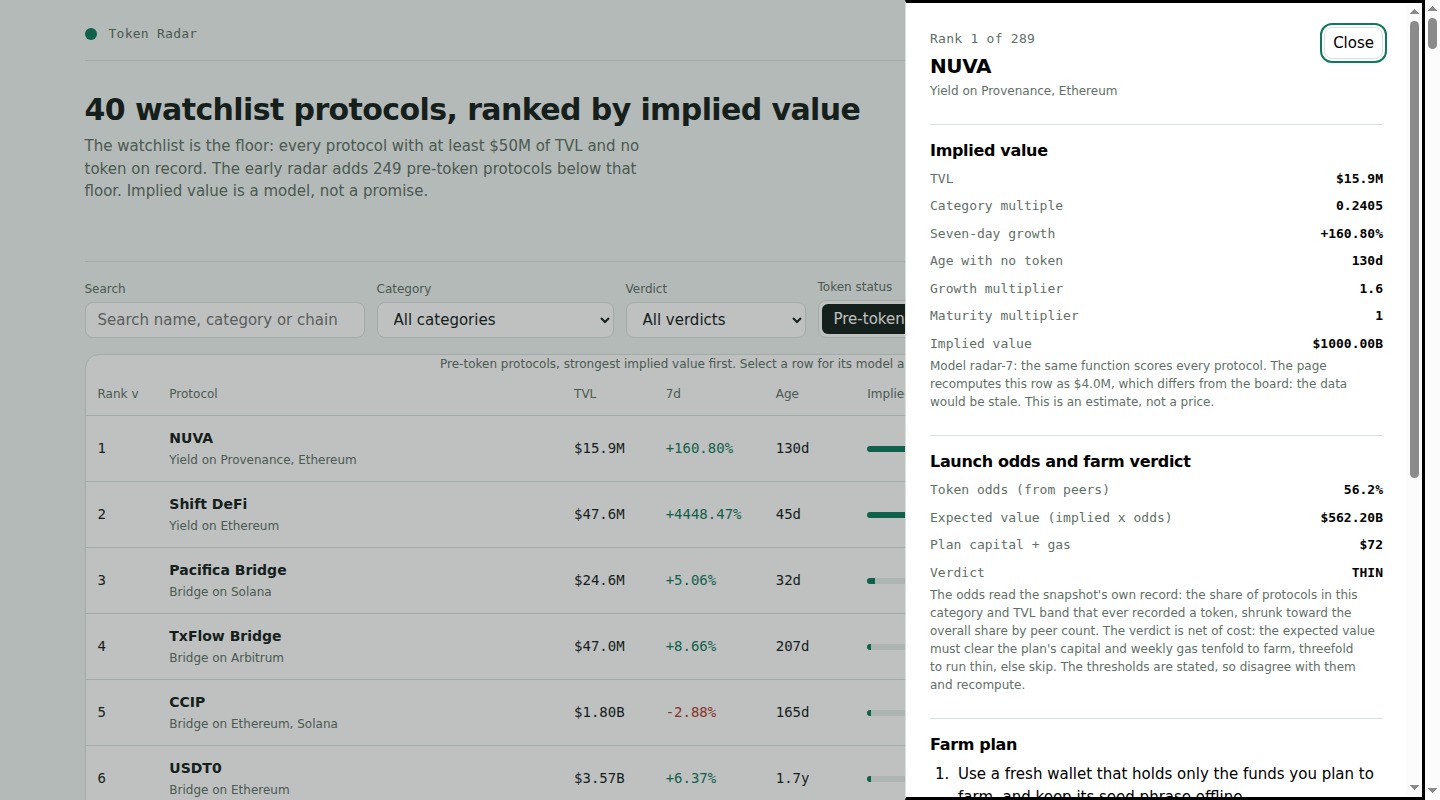 Token Radar
40 watchlist protocols, ranked by implied value
The watchlist is the floor: every protocol with at least $50M of TVL and no
token on record. The early radar adds 249 pre-token protocols below that
floor. Implied value is a model, not a promise.
Search
Category
Verdict
Token status
Search name, category or chain
All categories
All verdicts
Pre-token
Pre-token protocols, strongest implied value first. Select a row for its model a
Rank v Protocol TVL 7d Age Implie
1 NUVA $15.9M +160.80% 130d
Yield on Provenance, Ethereum
2 Shift DeFi $47.6M +4448.47% 45d
Yield on Ethereum
3 Pacifica Bridge $24.6M +5.06% 32d
Bridge on Solana
4 TxFlow Bridge $47.0M +8.66% 207d
Bridge on Arbitrum
5 CCIP $1.80B -2.88% 165d
Bridge on Ethereum, Solana
6 USDT0 $3.57B +6.37% 1.7y
Bridge on Ethereum
Rank 1 of 289
Close
NUVA
Yield on Provenance, Ethereum
Implied value
TVL $15.9M
Category multiple 0.2405
Seven-day growth +160.80%
Age with no token 130d
Growth multiplier 1.6
Maturity multiplier 1
Implied value $1000.00B
Model radar-7: the same function scores every protocol. The page
recomputes this row as $4.0M, which differs from the board: the data
would be stale. This is an estimate, not a price.
Launch odds and farm verdict
Token odds (from peers) 56.2%
Expected value (implied x odds) $562.20B
Plan capital + gas $72
Verdict THIN
The odds read the snapshot's own record: the share of protocols in this
category and TVL band that ever recorded a token, shrunk toward the
overall share by peer count. The verdict is net of cost: the expected value
must clear the plan's capital and weekly gas tenfold to farm, threefold
to run thin, else skip. The thresholds are stated, so disagree with them
and recompute.
Farm plan
1. Use a fresh wallet that holds only the funds you plan to
farm, and keep its seed phrase offline.